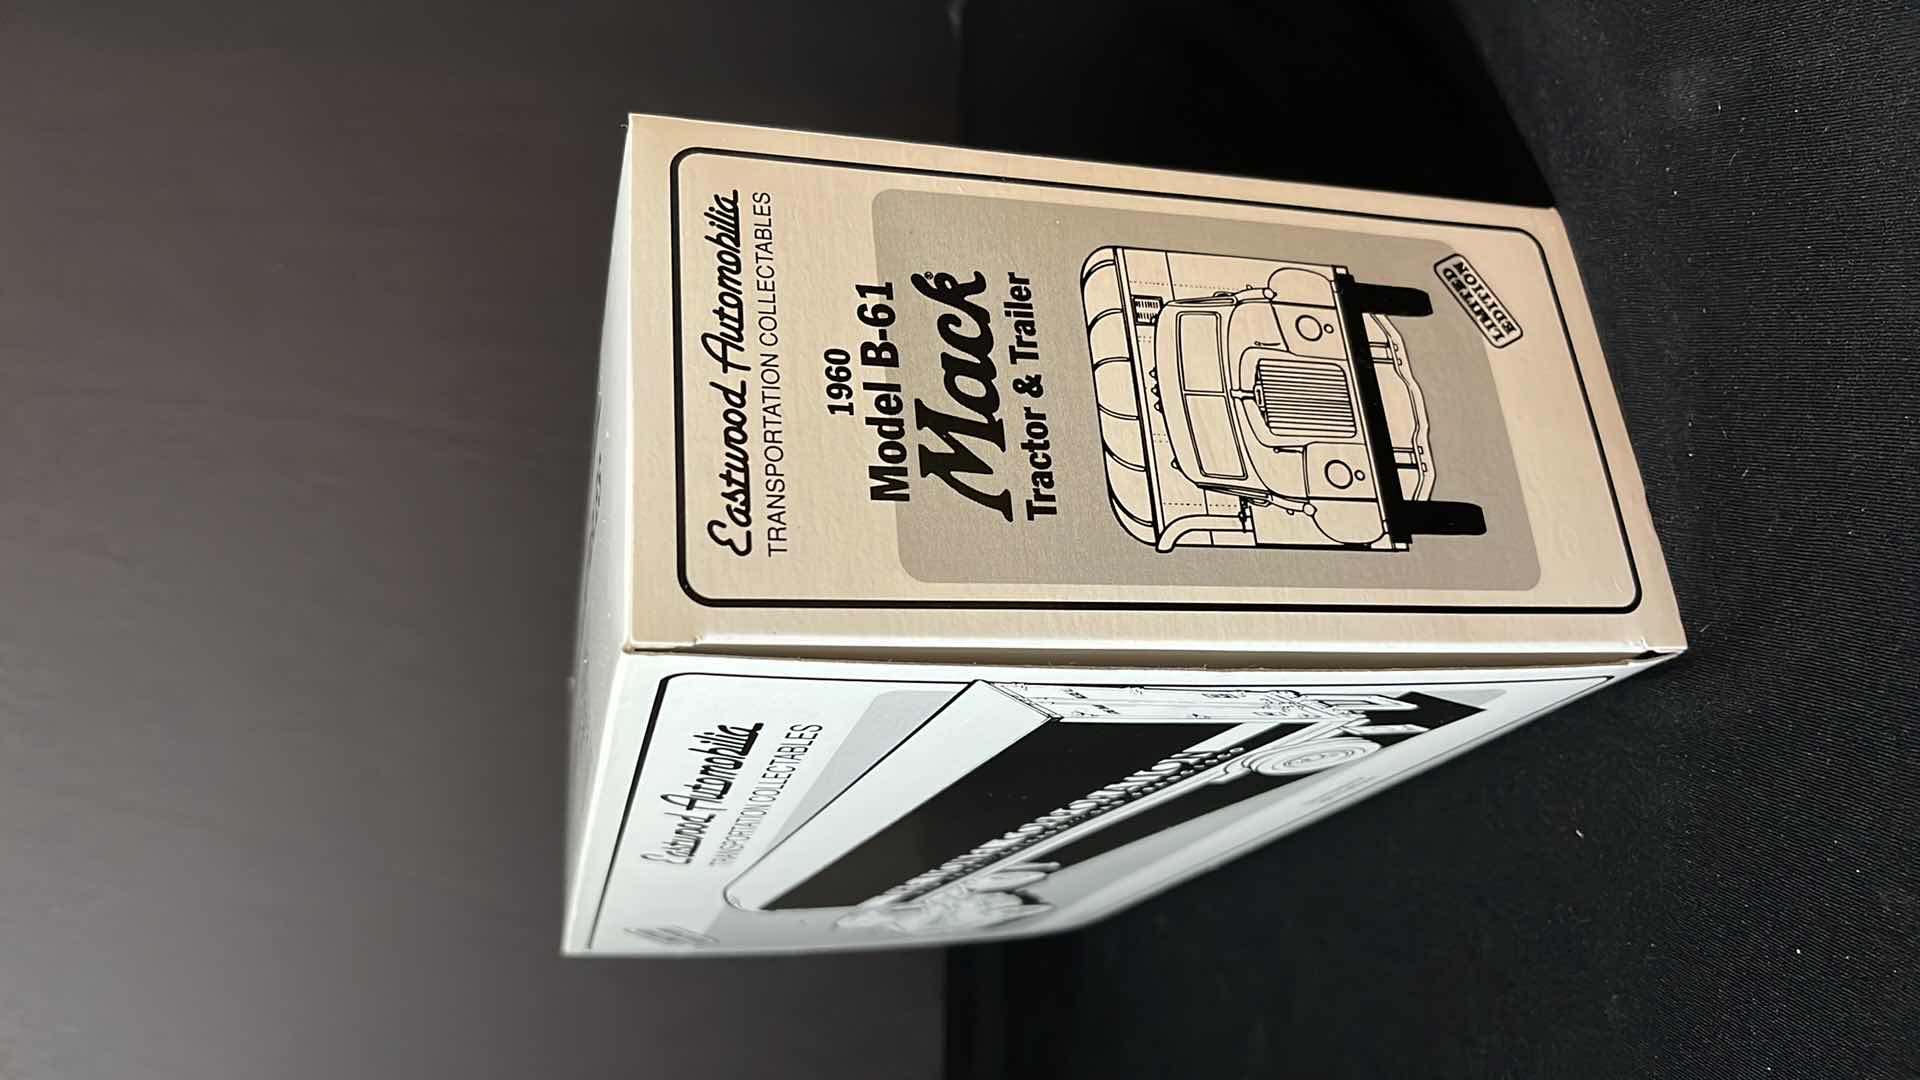 Eastwood Automobilia
TRANSPORTATION COLLECTABLES
1960
Model B-61
Mack®
Tractor & Trailer
LIMITED
EDITION
Eastwood Automobilia
TRANSPORTATION COLLECTABLES